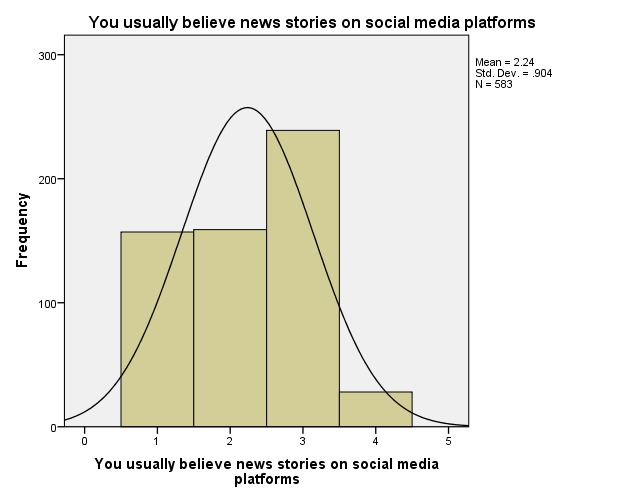 You usually believe news stories on social media platforms
Mean = 2.24
Std. Dev. = .904
N = 583
300
200
100
0
Frequency
0 1 2 3 4 5
You usually believe news stories on social media
platforms